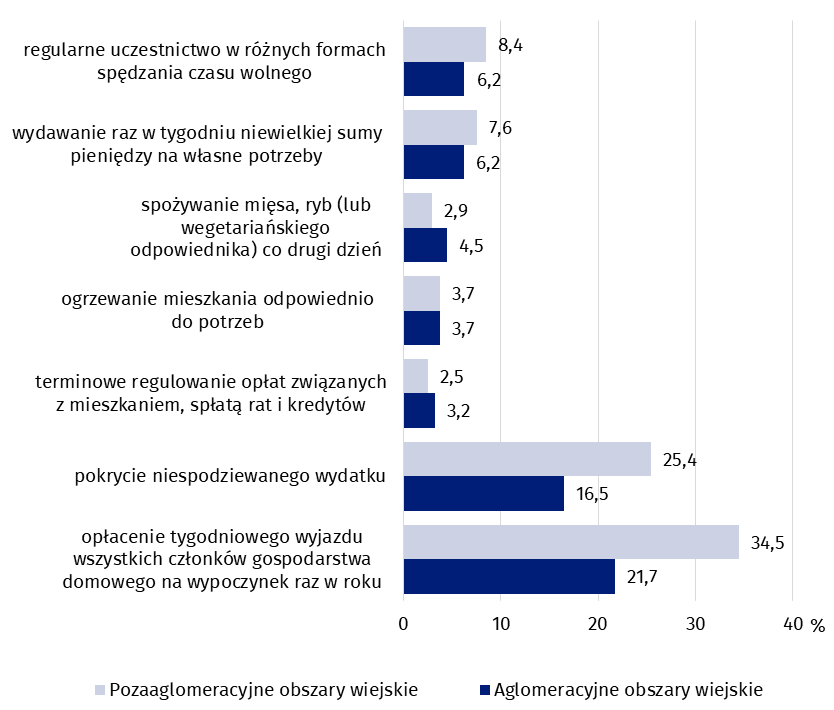 regularne uczestnictwo w różnych formach
spędzania czasu wolnego
8,4
6,2
wydawanie raz w tygodniu niewielkiej sumy
pieniędzy na własne potrzeby
7,6
6,2
spożywanie mięsa, ryb (lub
wegetariańskiego
odpowiednika) co drugi dzień
2,9
4,5
ogrzewanie mieszkania odpowiednio
do potrzeb
3,7
3,7
terminowe regulowanie opłat związanych
z mieszkaniem, spłatą rat i kredytów
2,5
3,2
pokrycie niespodziewanego wydatku
25,4
16,5
opłacenie tygodniowego wyjazdu
wszystkich członków gospodarstwa
domowego na wypoczynek raz w roku
34,5
21,7
0 10 20 30 40 %
Pozaaglomeracyjne obszary wiejskie
Aglomeracyjne obszary wiejskie